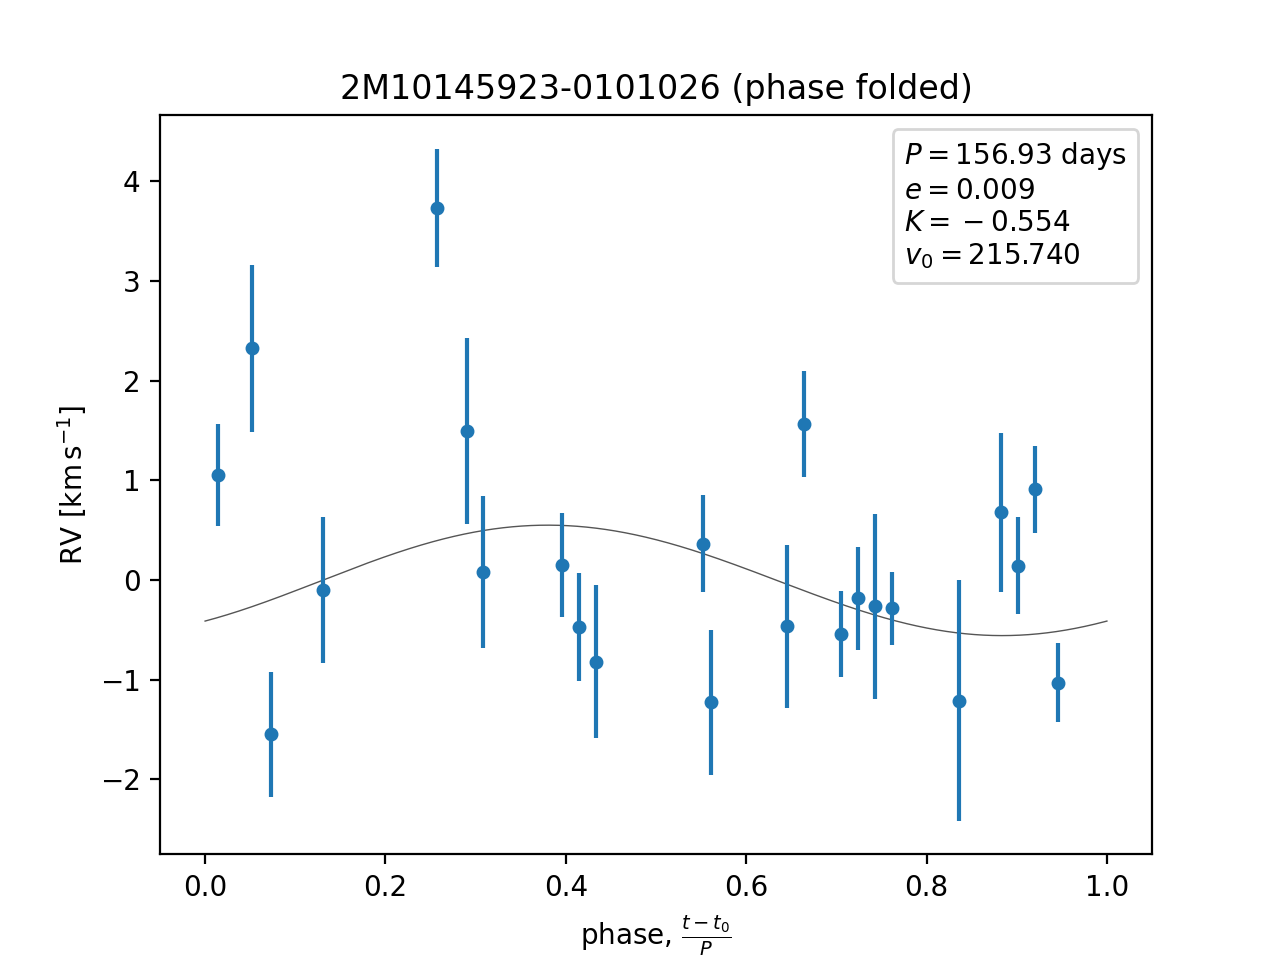 2M10145923-0101026 (phase folded)
P = 156.93 days
e = 0.009
K = −0.554
v₀ = 215.740
RV [km s⁻¹]
4
3
2
1
0
−1
−2
0.0 0.2 0.4 0.6 0.8 1.0
phase, (t − t₀)/P